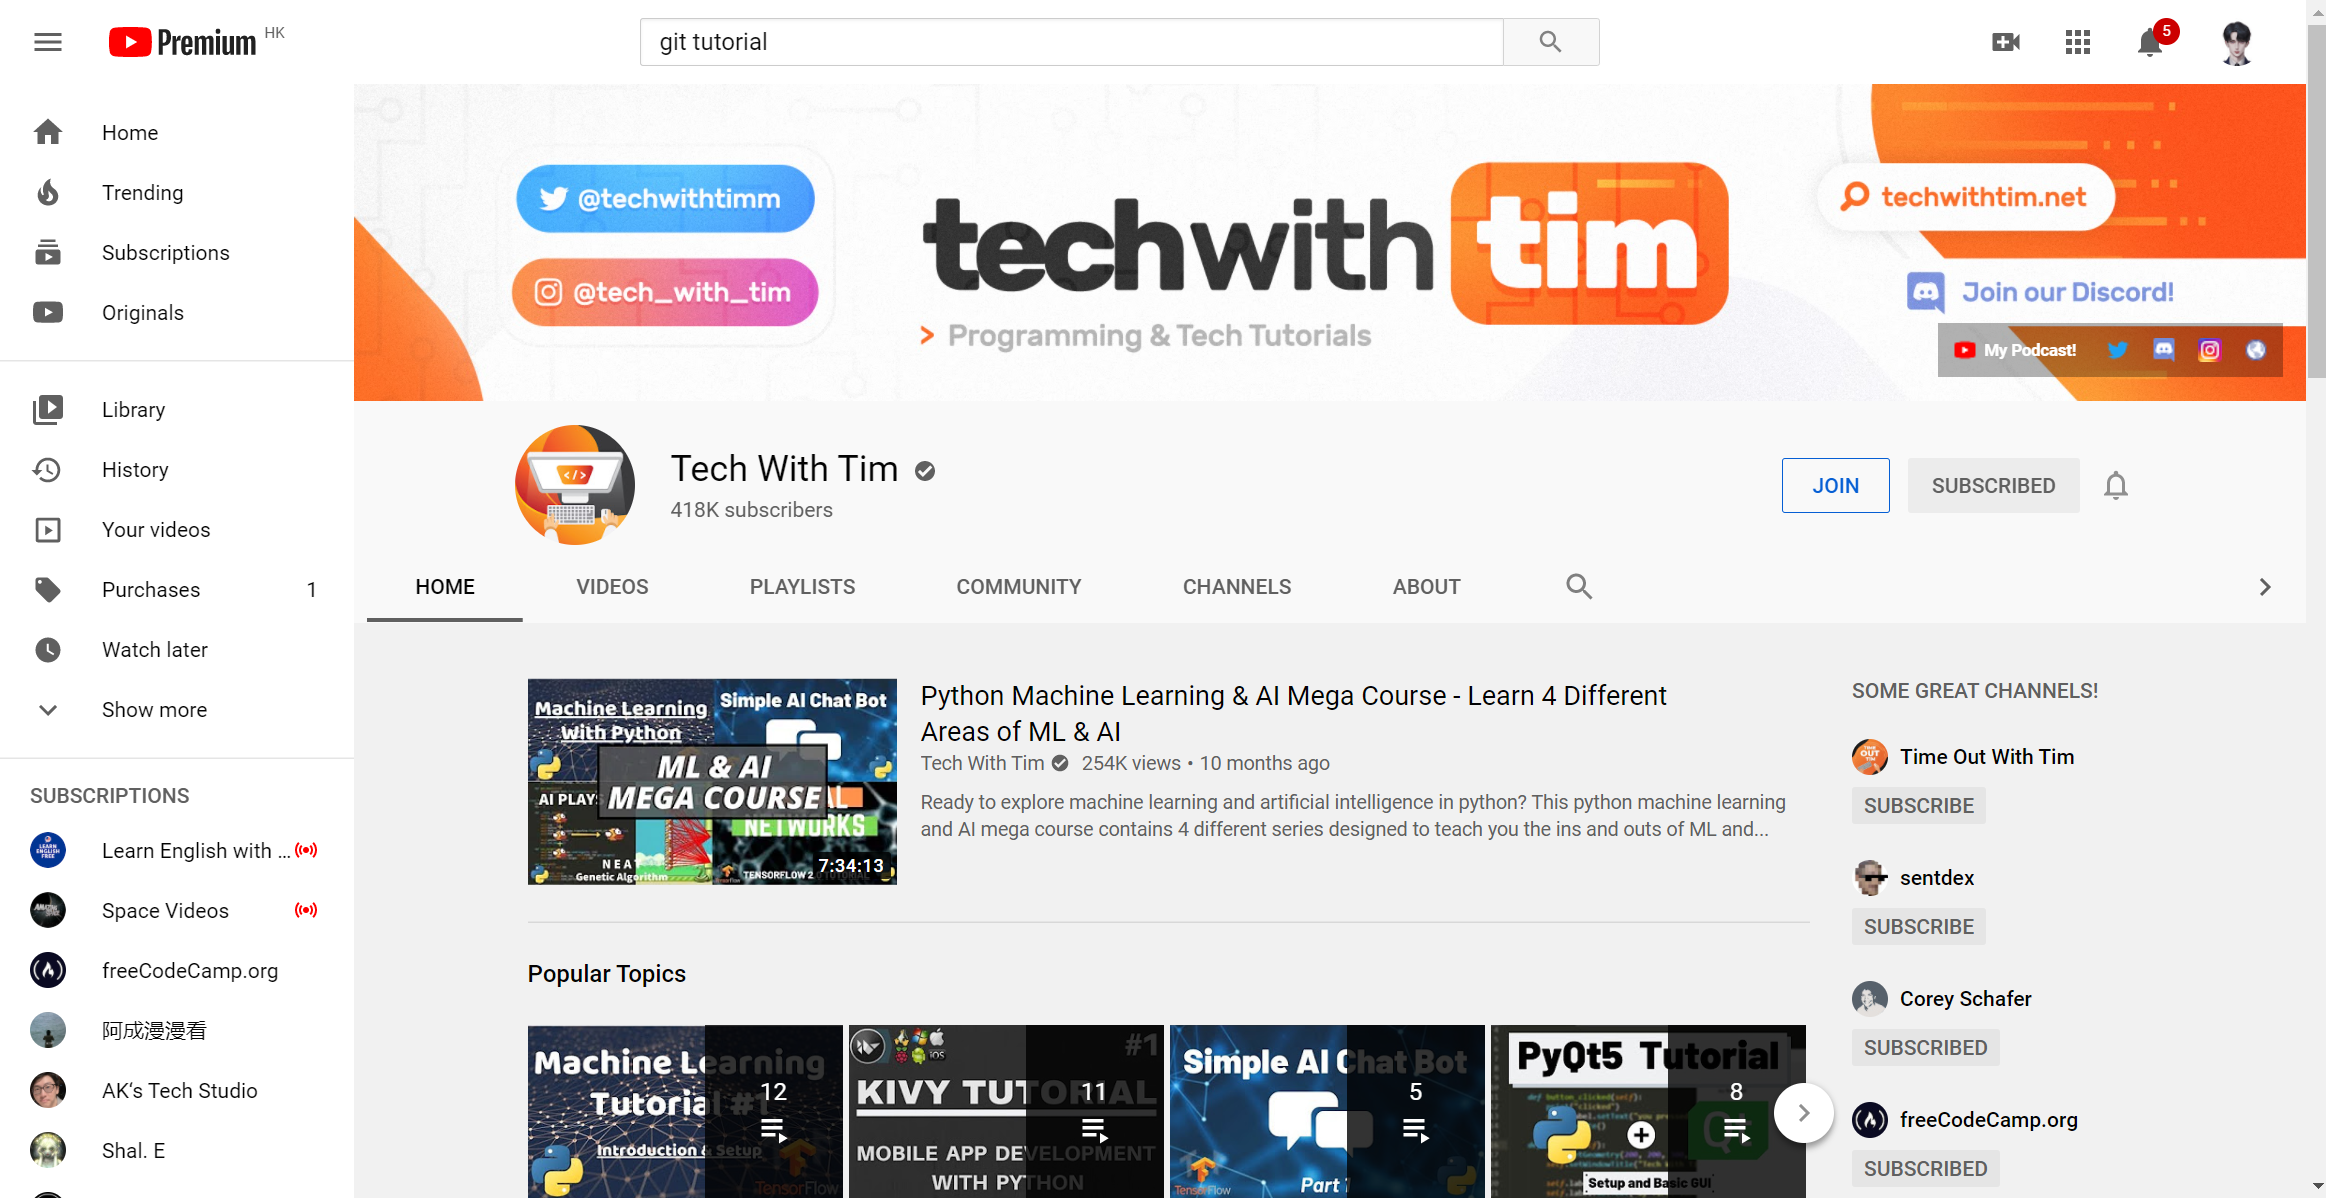 Premium HK
git tutorial
5
Home
Trending
Subscriptions
Originals
Library
History
Your videos
Purchases 1
Watch later
Show more
SUBSCRIPTIONS
Learn English with ...
Space Videos
freeCodeCamp.org
阿成漫漫看
AK's Tech Studio
Shal. E
@techwithtimm
@tech_with_tim
techwith tim
> Programming & Tech Tutorials
techwithtim.net
Join our Discord!
My Podcast!
Tech With Tim
418K subscribers
JOIN
SUBSCRIBED
HOME
VIDEOS
PLAYLISTS
COMMUNITY
CHANNELS
ABOUT
Machine Learning
With Python
Simple AI Chat Bot
ML & AI
MEGA COURSE
AI PLAYS
NETWORKS
NEAT
Genetic Algorithm
TENSORFLOW 2.0 TUTORIAL
7:34:13
Python Machine Learning & AI Mega Course - Learn 4 Different
Areas of ML & AI
Tech With Tim 254K views • 10 months ago
Ready to explore machine learning and artificial intelligence in python? This python machine learning
and AI mega course contains 4 different series designed to teach you the ins and outs of ML and...
Popular Topics
Machine Learning
Tutorial #1
Introduction & Setup
TensorFlow
12
#1
iOS
KIVY TUTORIAL
MOBILE APP DEVELOPMENT
WITH PYTHON
11
Simple AI Chat Bot
Part 1
TensorFlow
5
PyQt5 Tutorial
Qt
Setup and Basic GUI
8
SOME GREAT CHANNELS!
Time Out With Tim
SUBSCRIBE
sentdex
SUBSCRIBE
Corey Schafer
SUBSCRIBED
freeCodeCamp.org
SUBSCRIBED